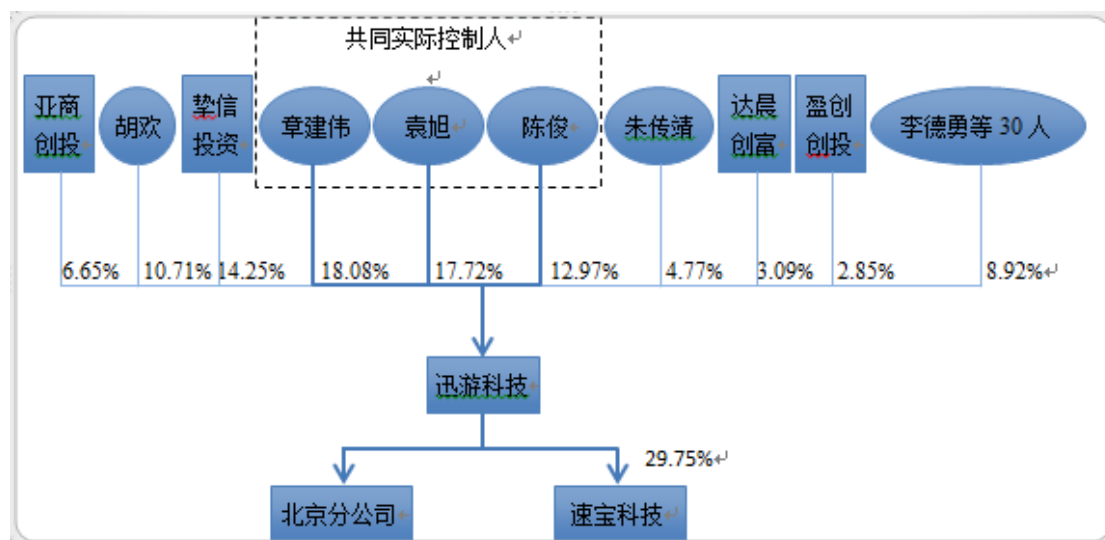 共同实际控制人
亚商
创投
胡欢
挚信
投资
章建伟
袁旭
陈俊
朱传靖
达晨
创富
盈创
创投
李德勇等 30 人
6.65%
10.71%
14.25%
18.08%
17.72%
12.97%
4.77%
3.09%
2.85%
8.92%
迅游科技
29.75%
北京分公司
速宝科技